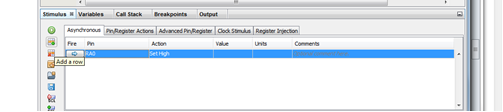 Stimulus Variables Call Stack Breakpoints Output
Asynchronous Pin/Register Actions Advanced Pin/Register Clock Stimulus Register Injection
Fire Pin Action Value Units Comments
RA0 Set High
Add a row